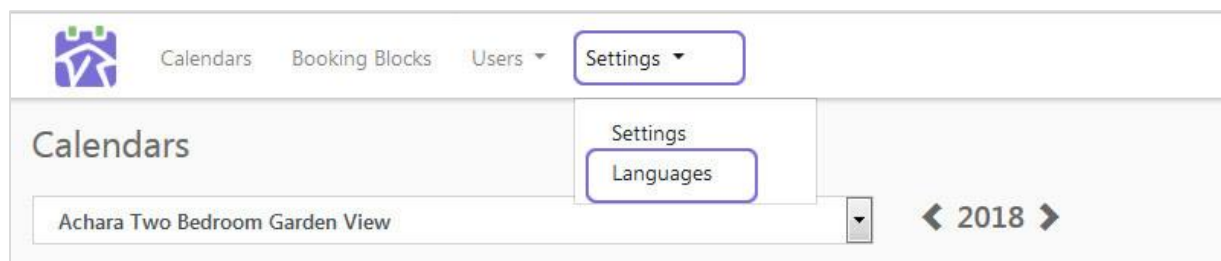 Calendars Booking Blocks Users Settings
Settings
Languages
Calendars
Achara Two Bedroom Garden View
2018